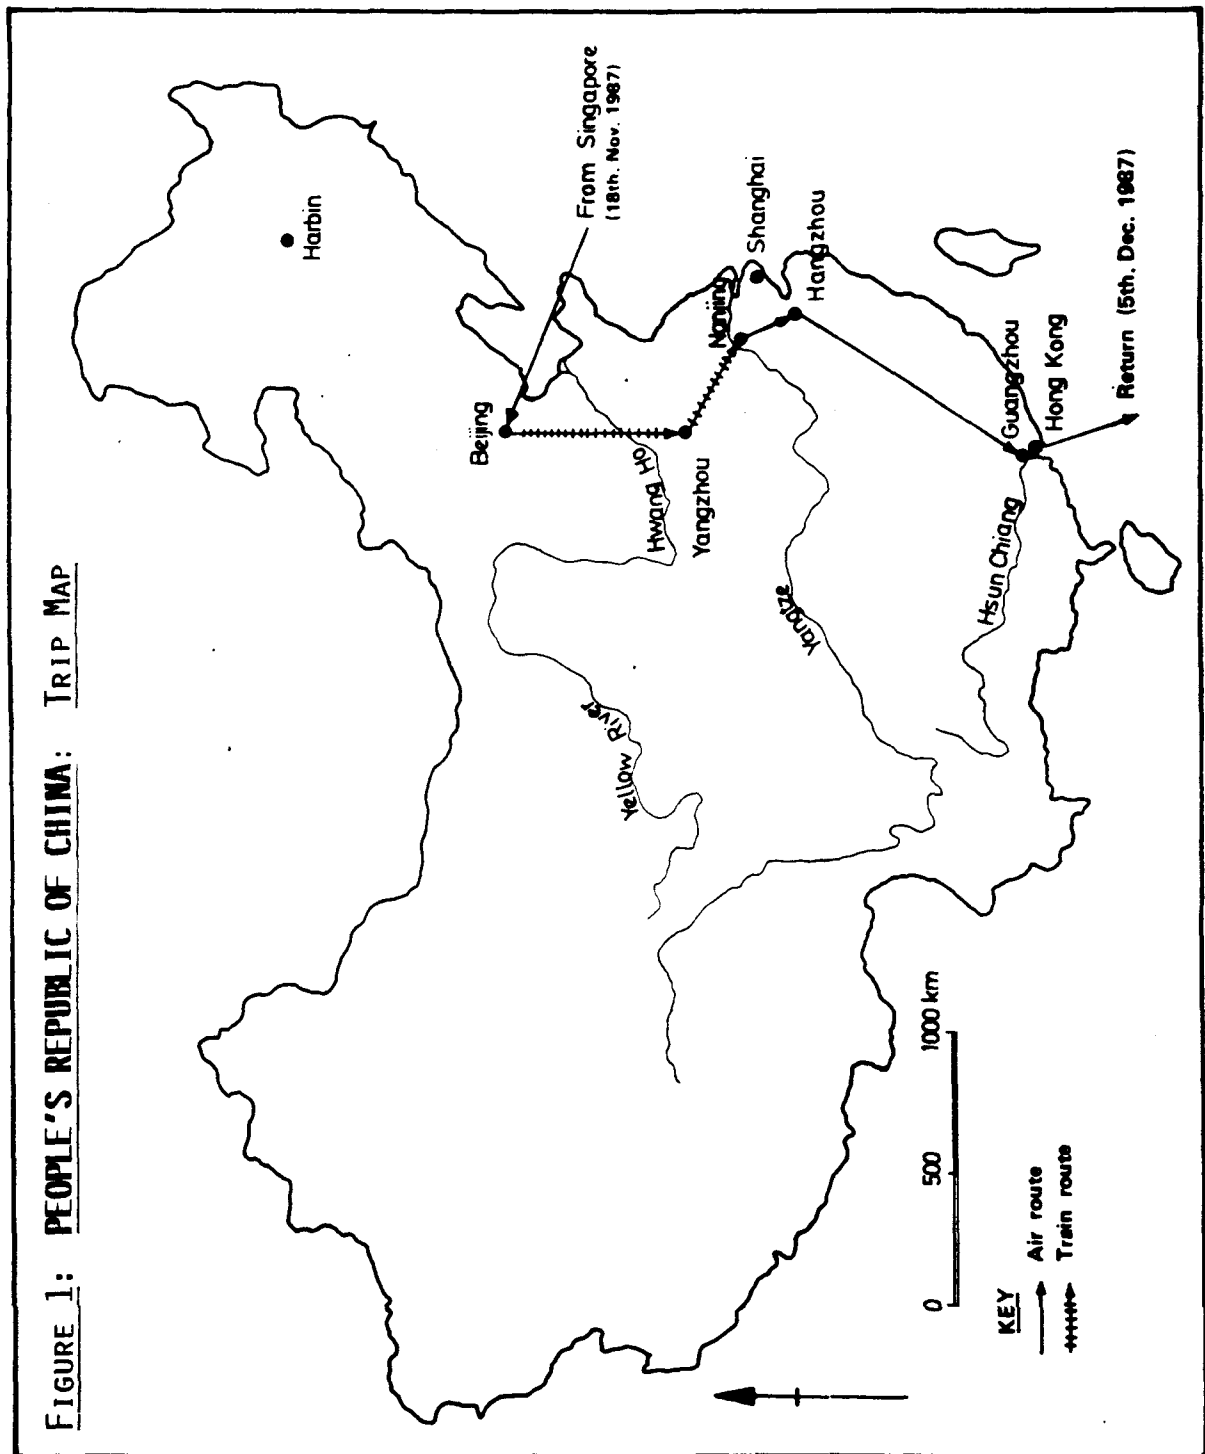 FIGURE 1: PEOPLE'S REPUBLIC OF CHINA: TRIP MAP
Harbin
From Singapore
(18th. Nov. 1987)
Beijing
Shanghai
Hangzhou
Nanjing
Yangzhou
Hwang Ho
Yellow River
Yangtze
Guangzhou
Hong Kong
Hsun Chiang
Return (5th. Dec. 1987)
0 500 1000 km
KEY
Air route
Train route